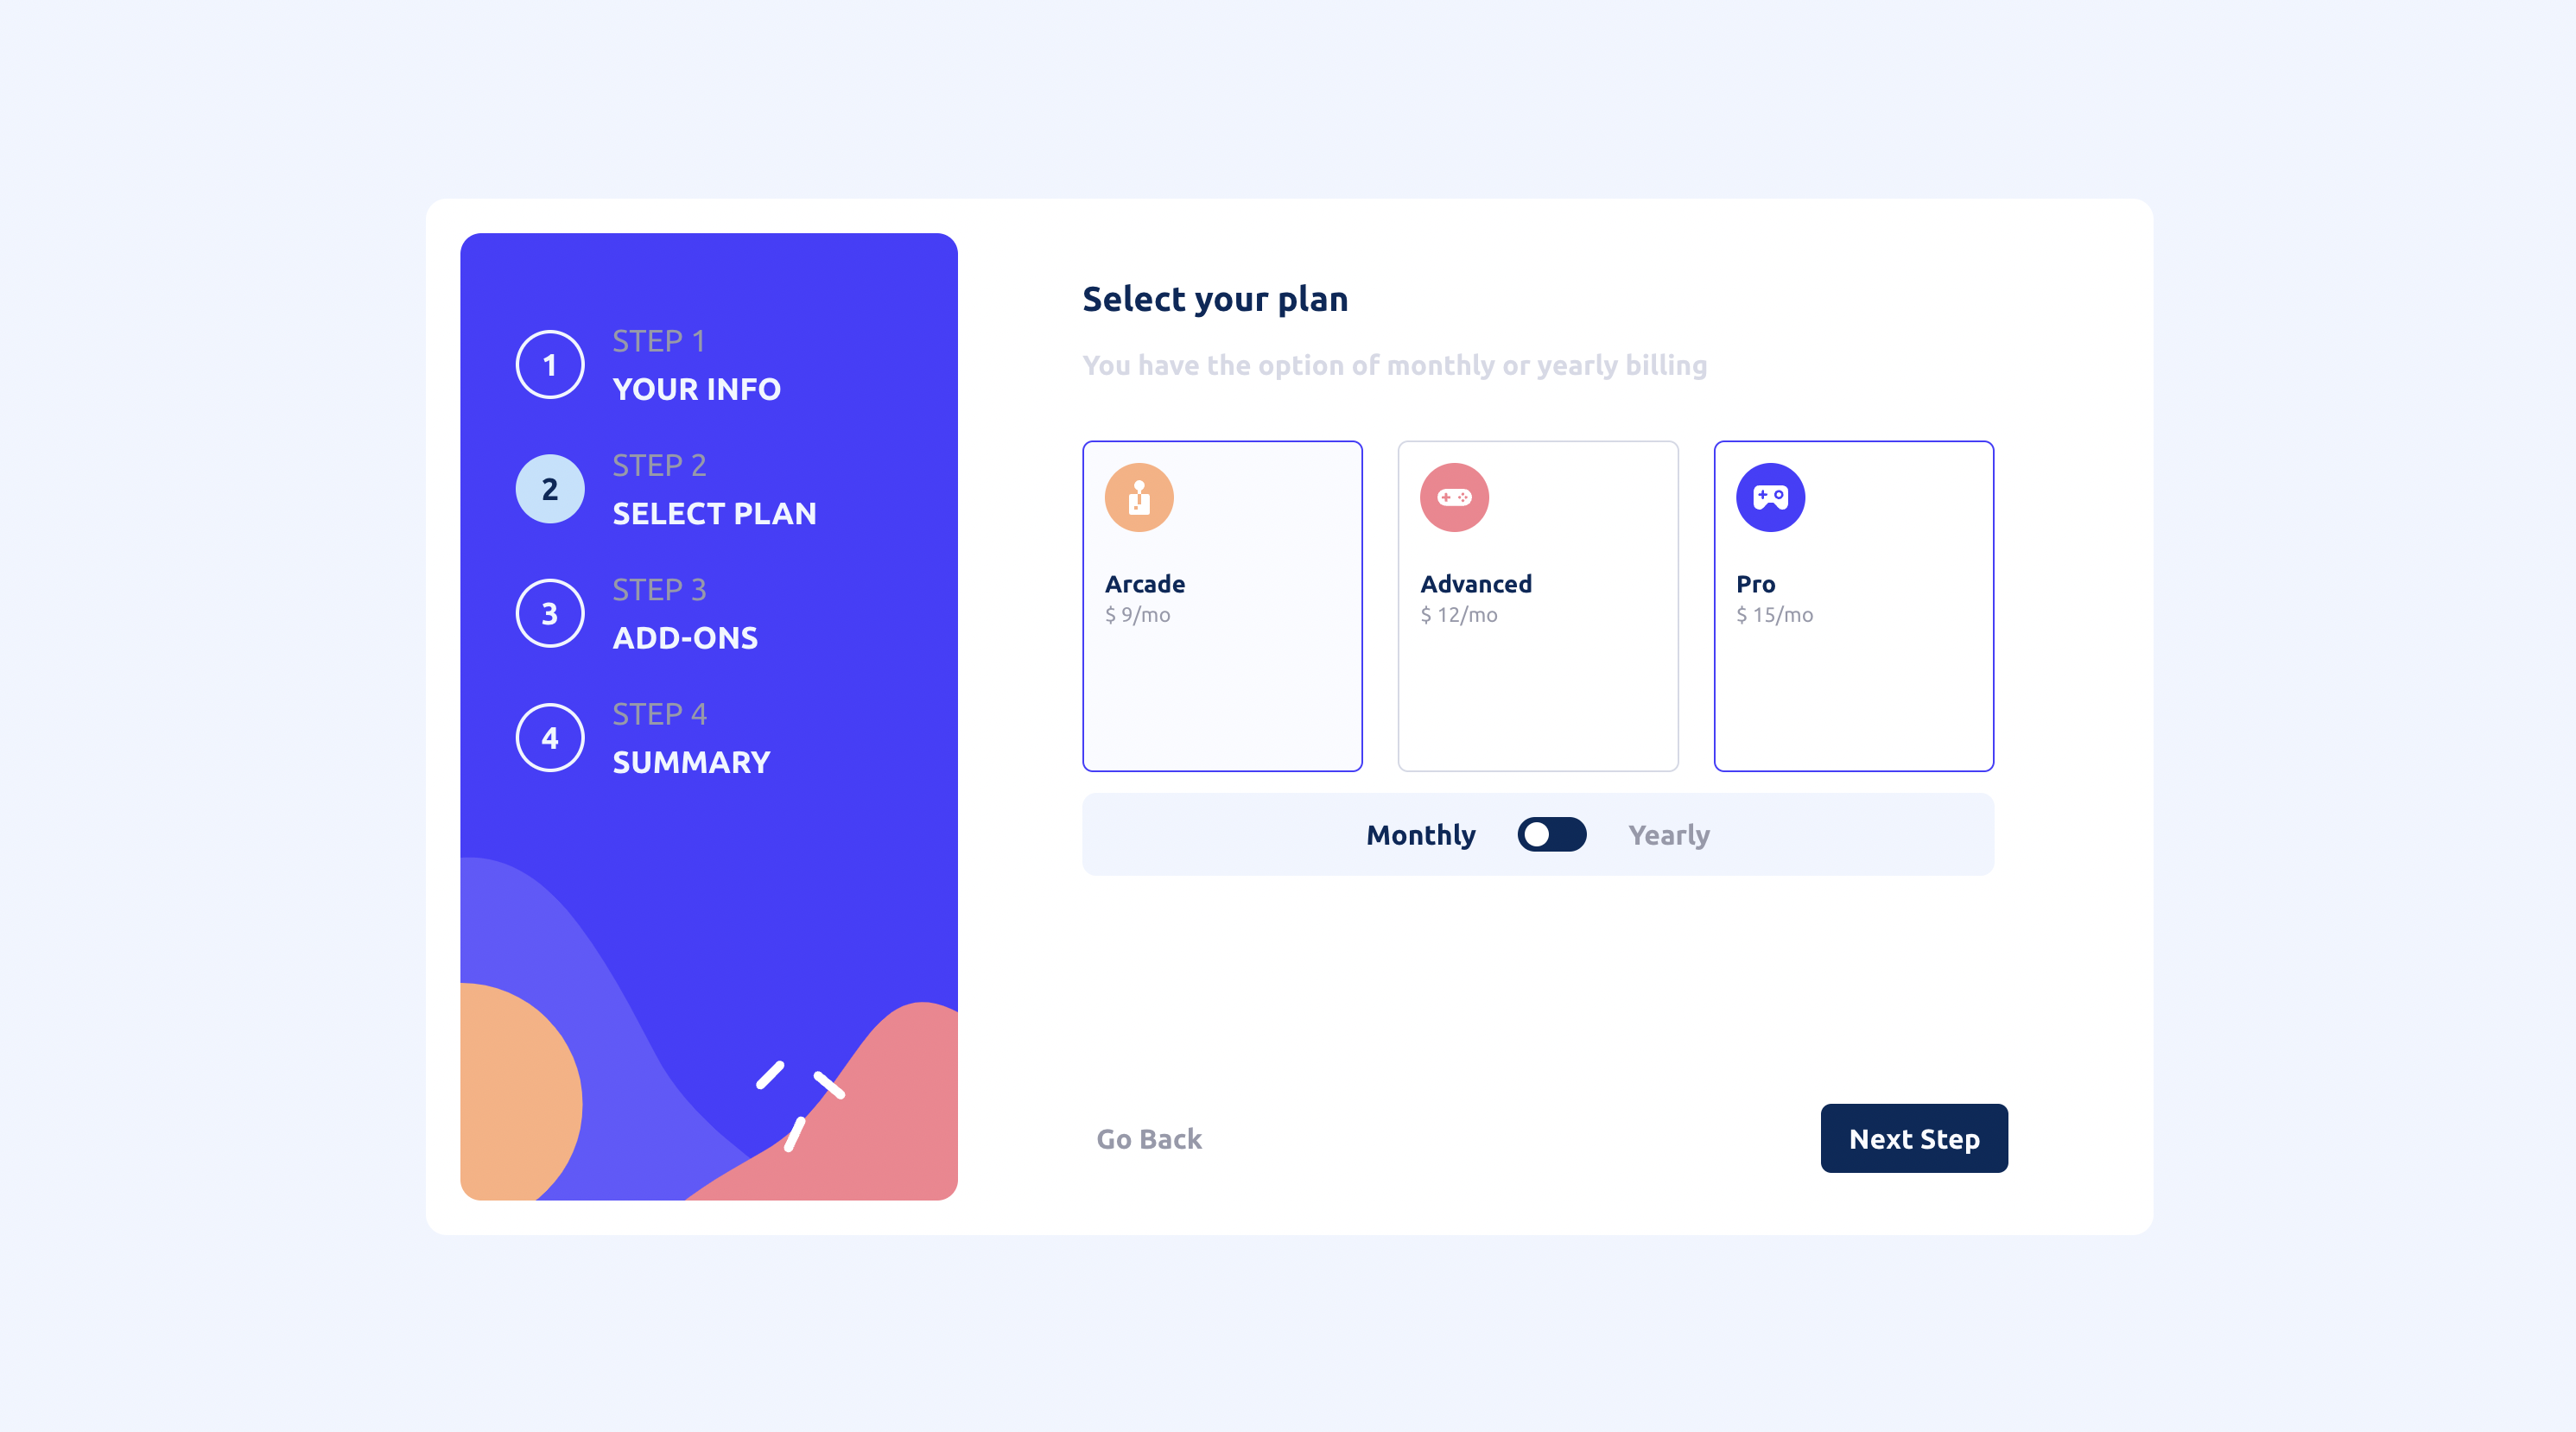 1
STEP 1
YOUR INFO
2
STEP 2
SELECT PLAN
3
STEP 3
ADD-ONS
4
STEP 4
SUMMARY
Select your plan
You have the option of monthly or yearly billing
Arcade
$ 9/mo
Advanced
$ 12/mo
Pro
$ 15/mo
Monthly
Yearly
Go Back
Next Step